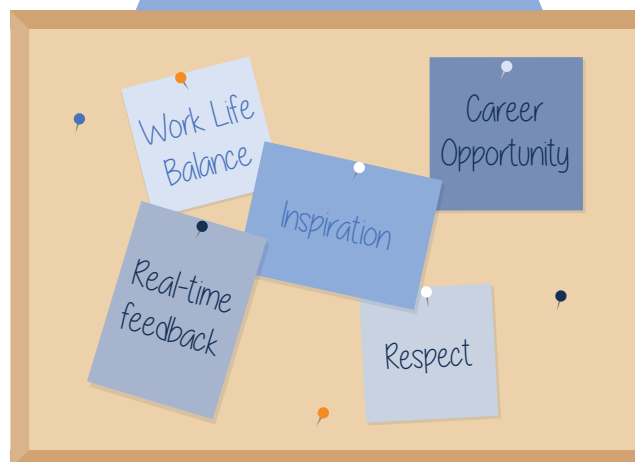 Work Life
Balance
Career
Opportunity
Inspiration
Real-time
feedback
Respect